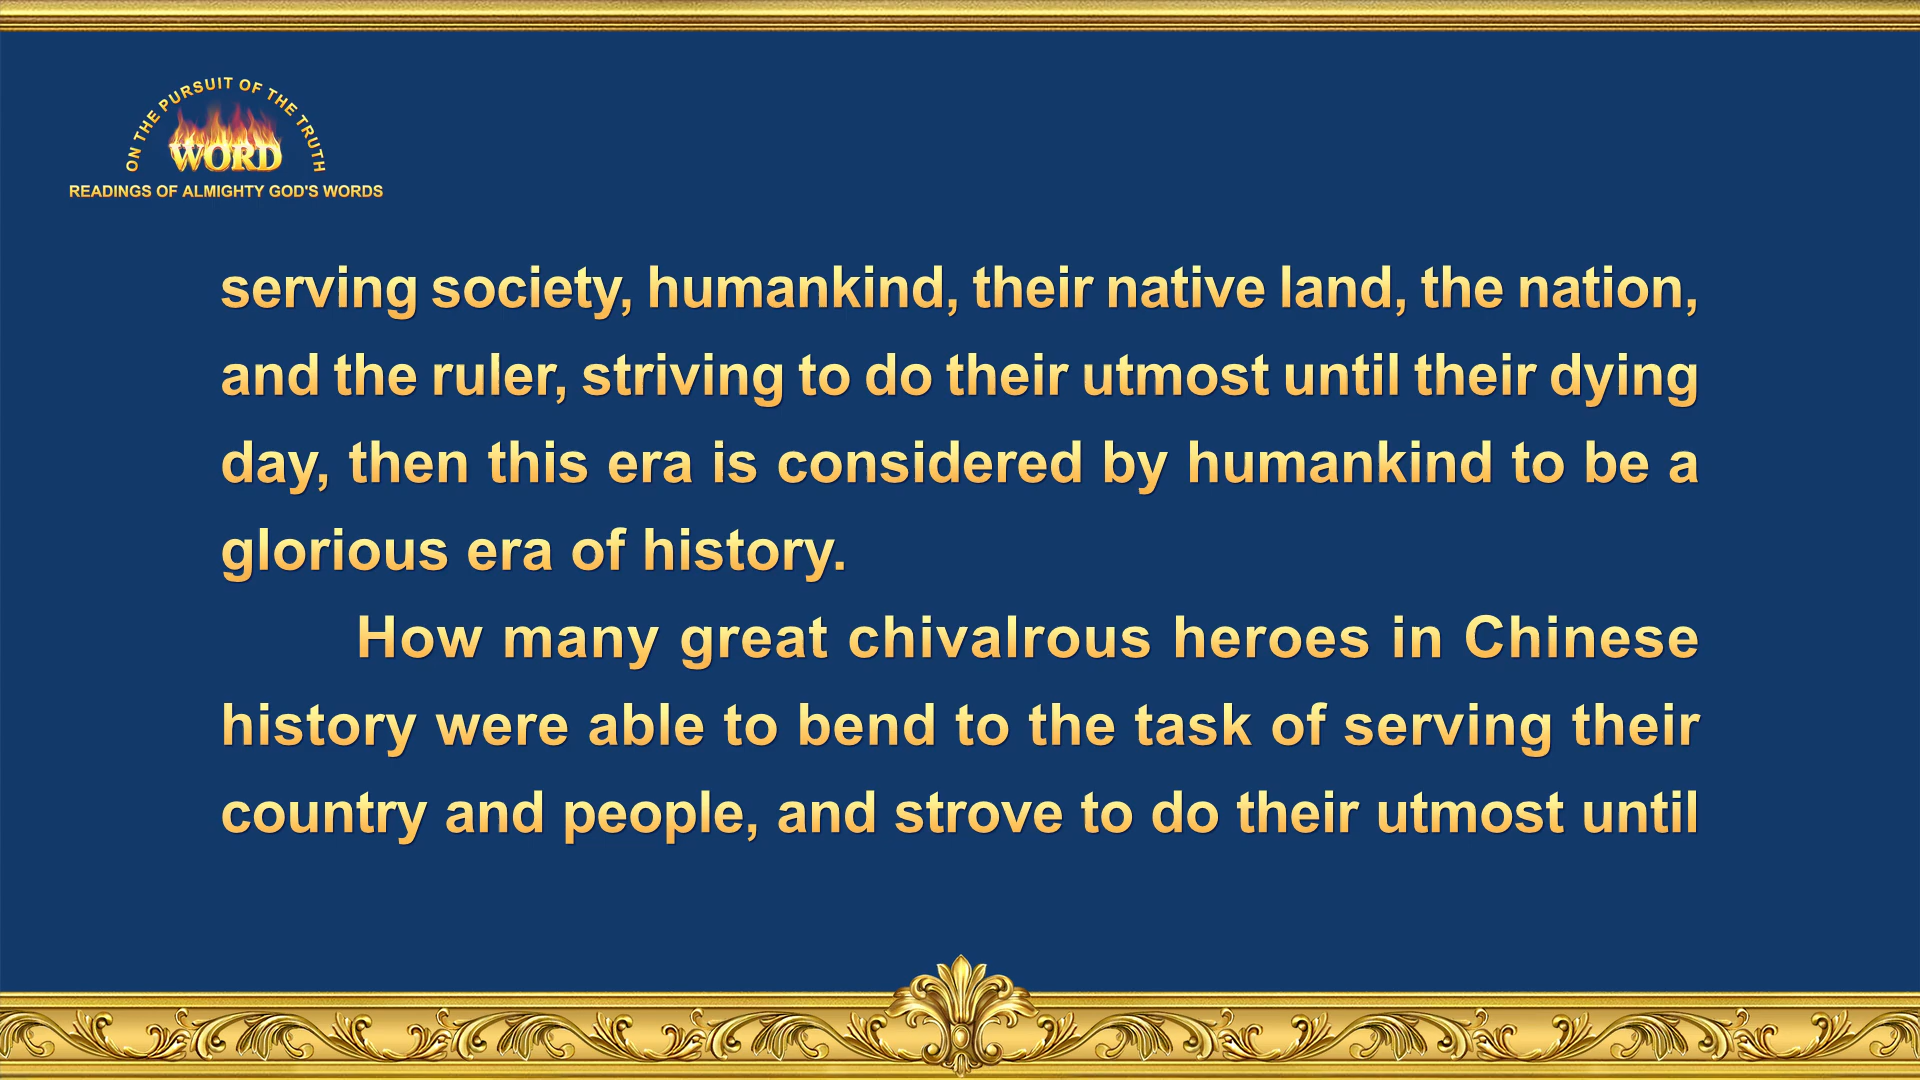 ON THE PURSUIT OF THE TRUTH
WORD
READINGS OF ALMIGHTY GOD'S WORDS
serving society, humankind, their native land, the nation,
and the ruler, striving to do their utmost until their dying
day, then this era is considered by humankind to be a
glorious era of history.
How many great chivalrous heroes in Chinese
history were able to bend to the task of serving their
country and people, and strove to do their utmost until